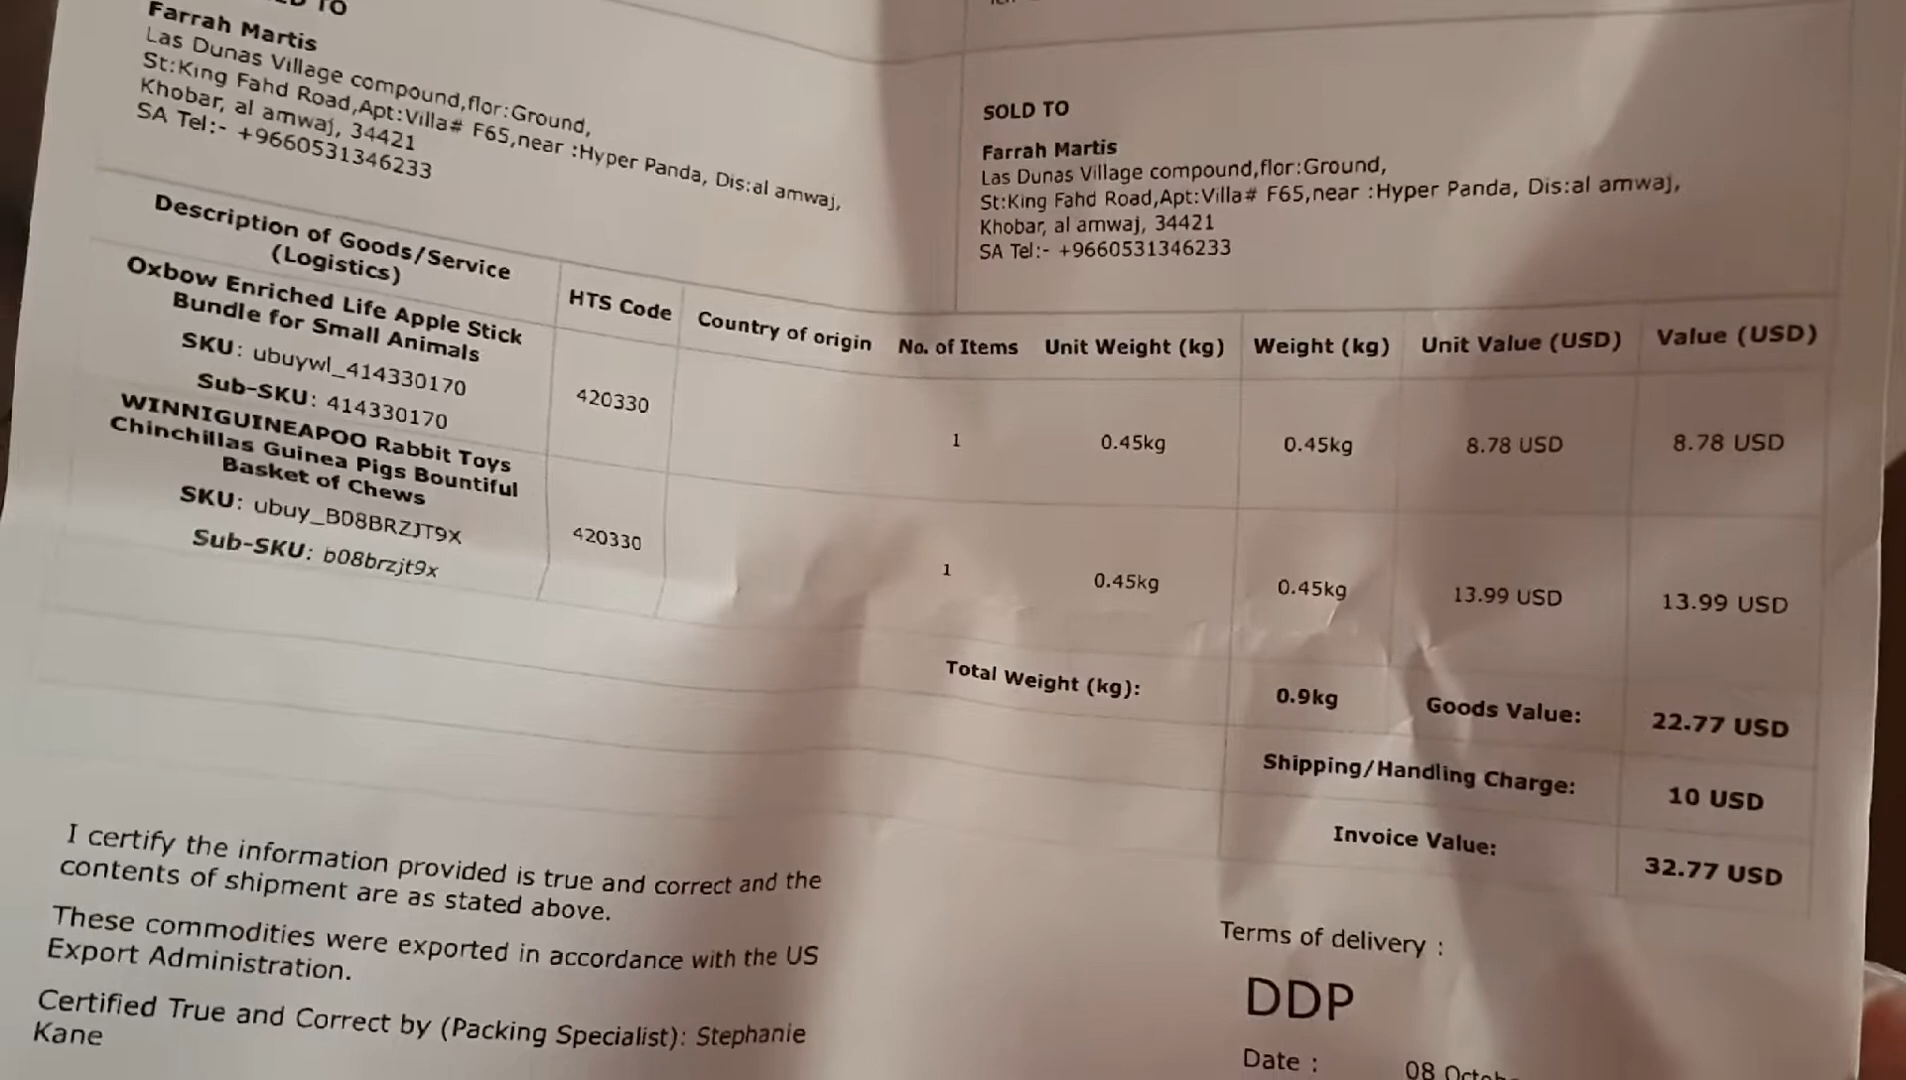 TO
Farrah Martis
Las Dunas Village compound,flor:Ground,
St:King Fahd Road,Apt:Villa# F65,near :Hyper Panda, Dis:al amwaj,
Khobar, al amwaj, 34421
SA Tel:- +9660531346233
SOLD TO
Farrah Martis
Las Dunas Village compound,flor:Ground,
St:King Fahd Road,Apt:Villa# F65,near :Hyper Panda, Dis:al amwaj,
Khobar, al amwaj, 34421
SA Tel:- +9660531346233
Description of Goods/Service
(Logistics)
HTS Code
Country of origin
No. of Items
Unit Weight (kg)
Weight (kg)
Unit Value (USD)
Value (USD)
Oxbow Enriched Life Apple Stick
Bundle for Small Animals
SKU: ubuywl_414330170
Sub-SKU: 414330170
420330
1
0.45kg
0.45kg
8.78 USD
8.78 USD
WINNIGUINEAPOO Rabbit Toys
Chinchillas Guinea Pigs Bountiful
Basket of Chews
SKU: ubuy_B08BRZJT9X
Sub-SKU: b08brzjt9x
420330
1
0.45kg
0.45kg
13.99 USD
13.99 USD
Total Weight (kg):
0.9kg
Goods Value:
22.77 USD
Shipping/Handling Charge:
10 USD
Invoice Value:
32.77 USD
I certify the information provided is true and correct and the
contents of shipment are as stated above.
These commodities were exported in accordance with the US
Export Administration.
Certified True and Correct by (Packing Specialist): Stephanie
Kane
Terms of delivery :
DDP
Date :
08